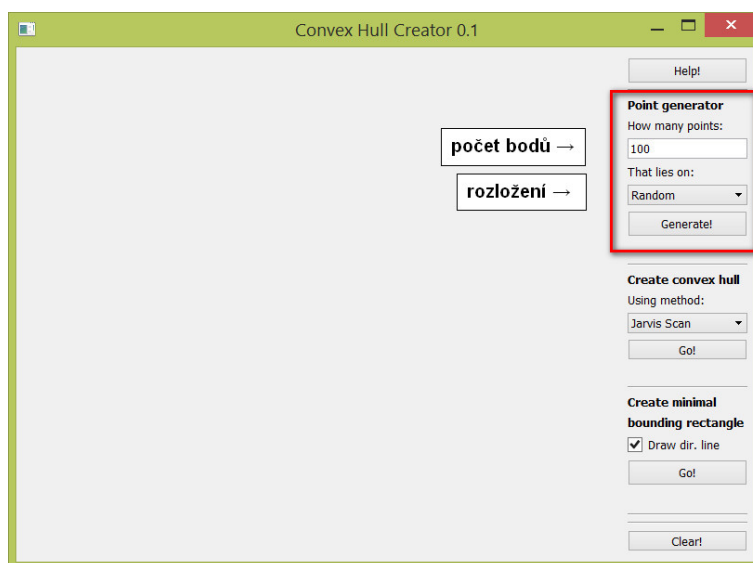 Convex Hull Creator 0.1
Help!
Point generator
How many points:
počet bodů →
100
That lies on:
rozložení →
Random
Generate!
Create convex hull
Using method:
Jarvis Scan
Go!
Create minimal
bounding rectangle
Draw dir. line
Go!
Clear!